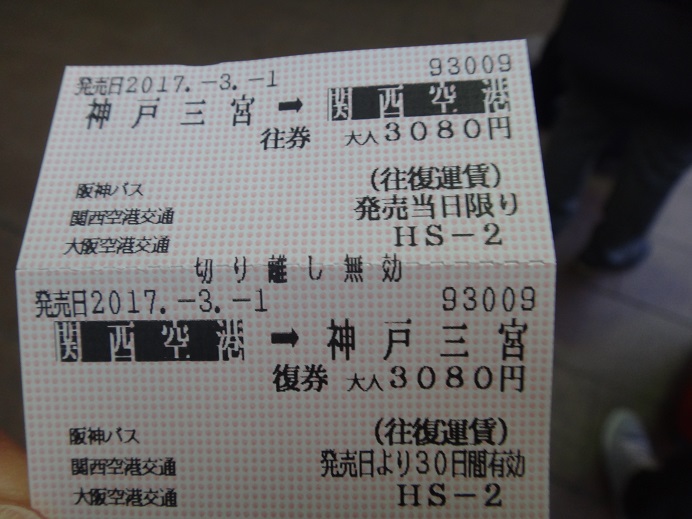 93009
発売日2017.-3.-1
神戸三宮 ➡ 関西空港
往券 大人3080円
(往復運賃)
阪神バス
発売当日限り
関西空港交通
HS-2
大阪空港交通
切り離し無効
発売日2017.-3.-1 93009
関西空港 ➡ 神戸三宮
復券 大人3080円
阪神バス (往復運賃)
関西空港交通 発売日より30日間有効
大阪空港交通 HS-2